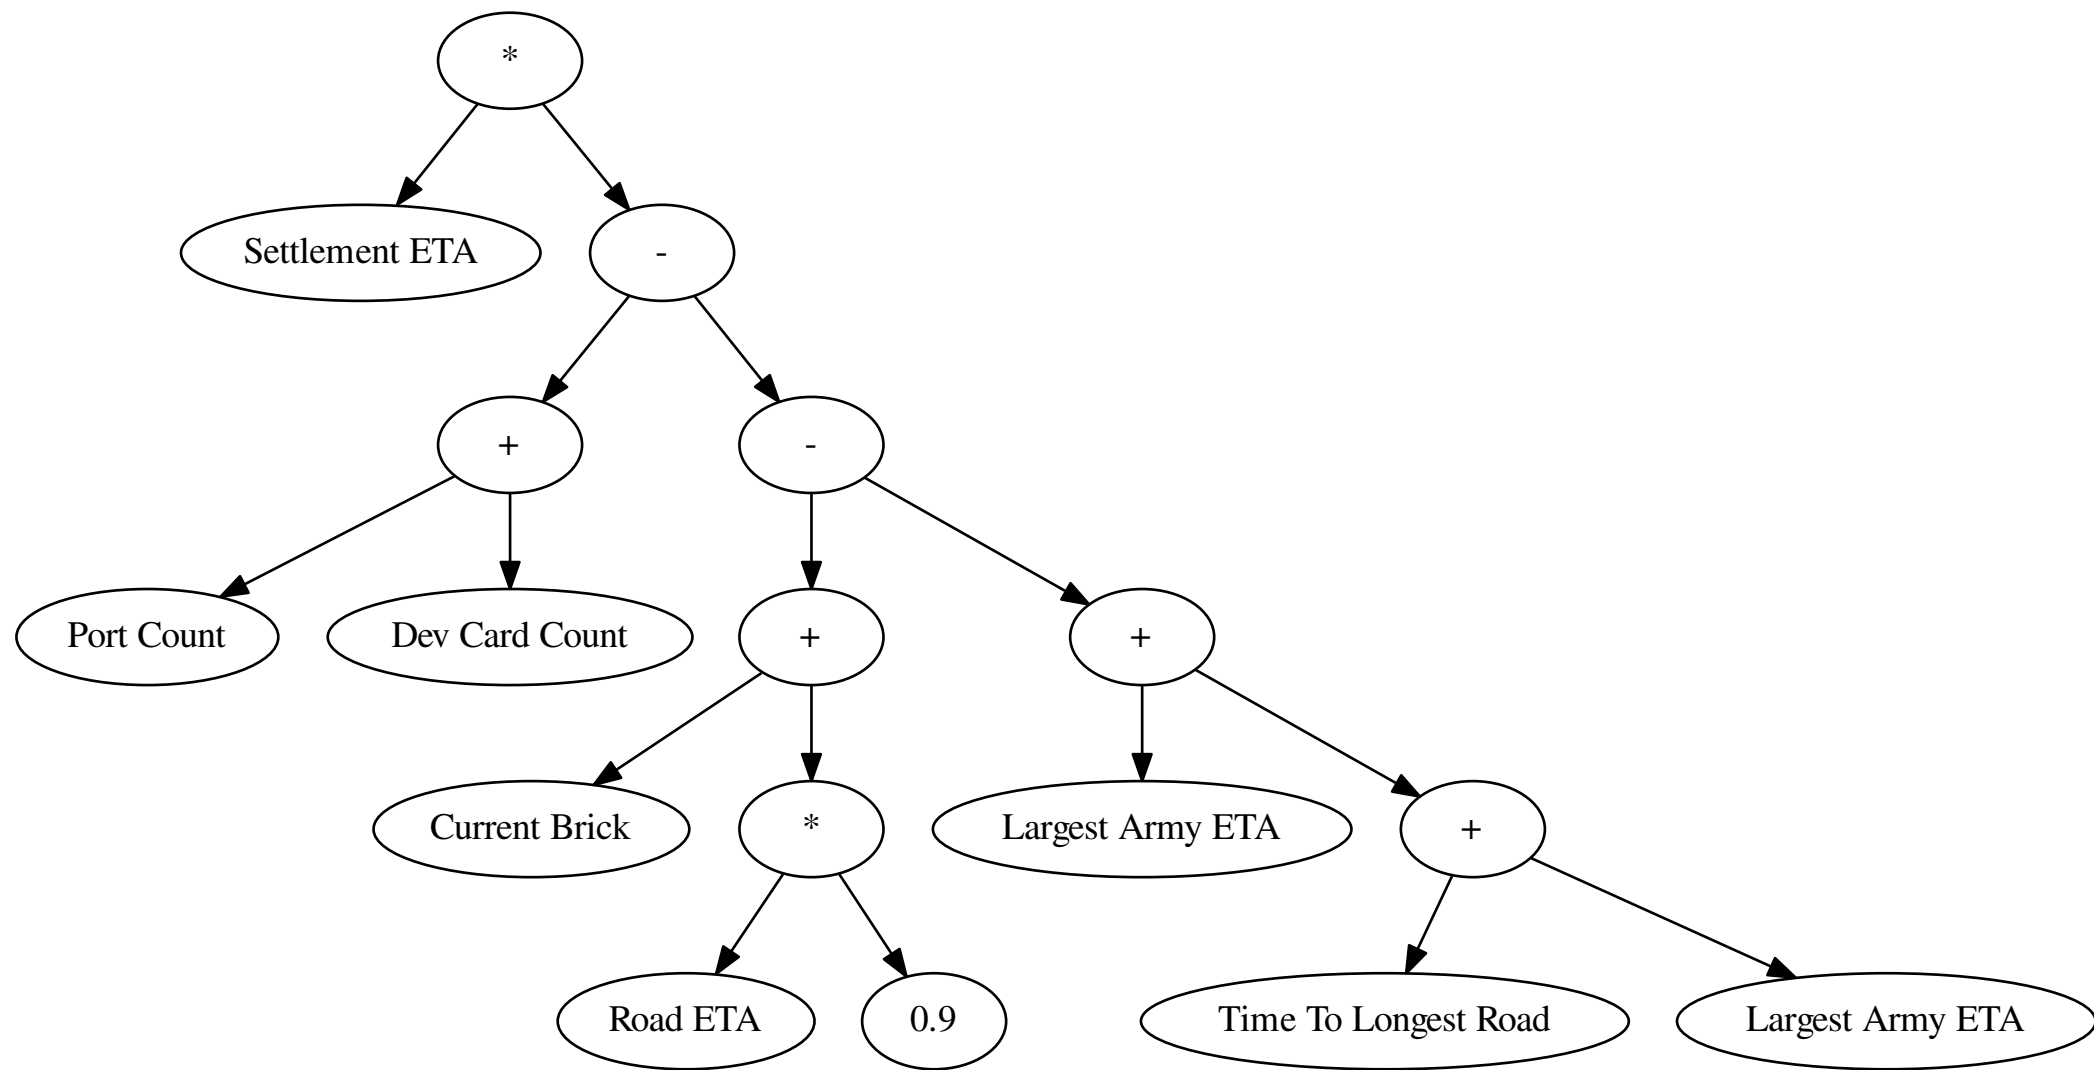 *
Settlement ETA
-
+
-
Port Count
Dev Card Count
+
+
Current Brick
*
Largest Army ETA
+
Road ETA
0.9
Time To Longest Road
Largest Army ETA